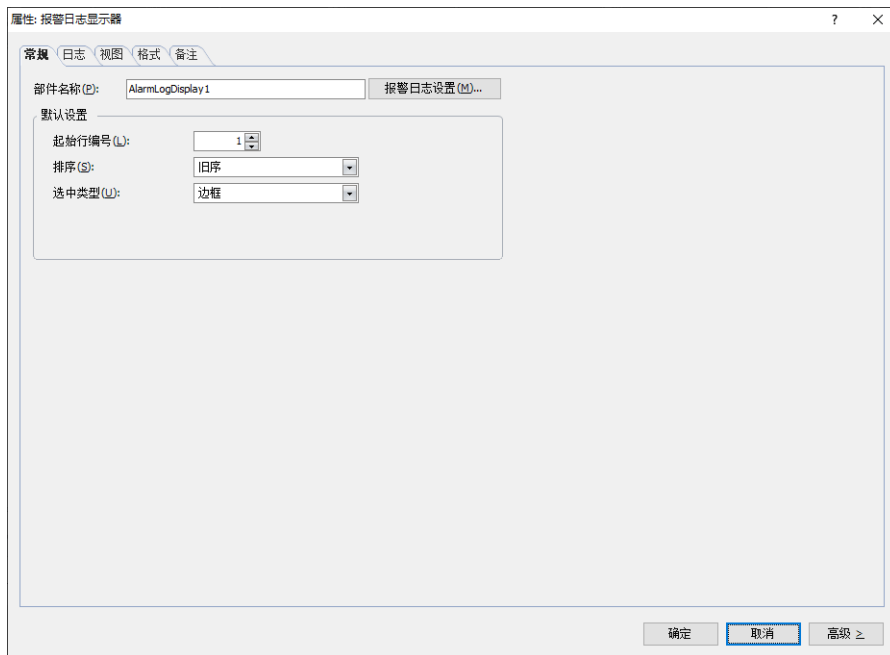 属性: 报警日志显示器 ?
常规 日志 视图 格式 备注
部件名称(P): AlarmLogDisplay1 报警日志设置(M)...
默认设置
起始行编号(L): 1
排序(S): 旧序
选中类型(U): 边框
确定 取消 高级 >